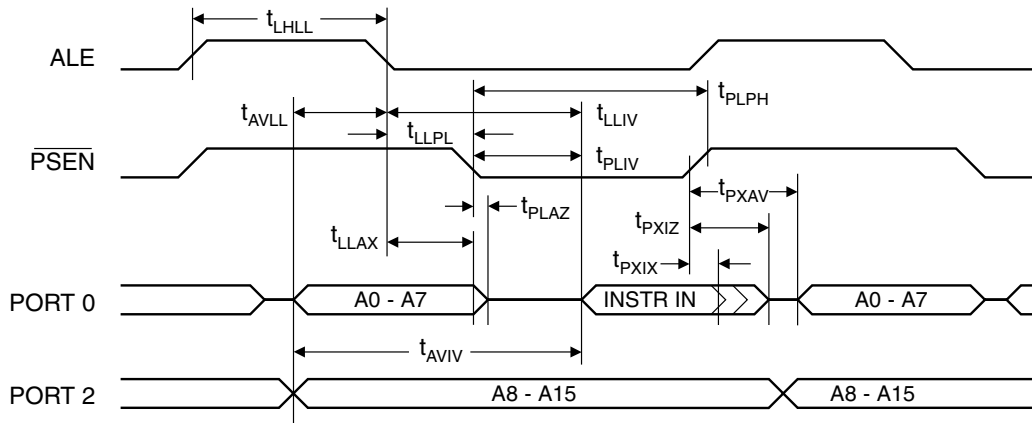 tLHLL
ALE
tPLPH
tAVLL
tLLIV
tLLPL
PSEN
tPLIV
tPXAV
tPLAZ
tPXIZ
tLLAX
tPXIX
PORT 0
A0 - A7
INSTR IN
A0 - A7
tAVIV
PORT 2
A8 - A15
A8 - A15